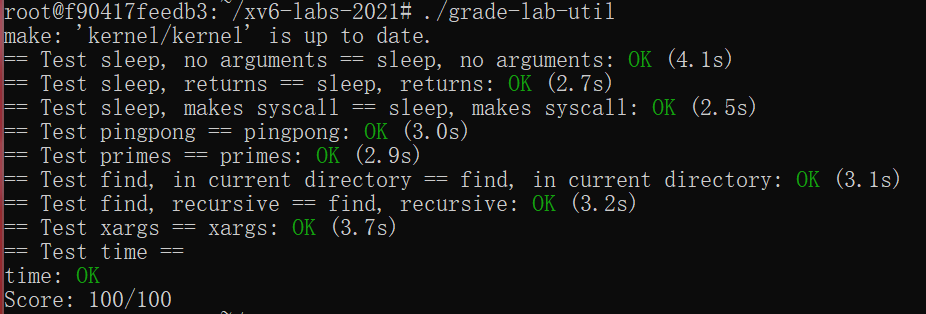 root@f90417feedb3:~/xv6-labs-2021# ./grade-lab-util
make: 'kernel/kernel' is up to date.
== Test sleep, no arguments == sleep, no arguments: OK (4.1s)
== Test sleep, returns == sleep, returns: OK (2.7s)
== Test sleep, makes syscall == sleep, makes syscall: OK (2.5s)
== Test pingpong == pingpong: OK (3.0s)
== Test primes == primes: OK (2.9s)
== Test find, in current directory == find, in current directory: OK (3.1s)
== Test find, recursive == find, recursive: OK (3.2s)
== Test xargs == xargs: OK (3.7s)
== Test time ==
time: OK
Score: 100/100